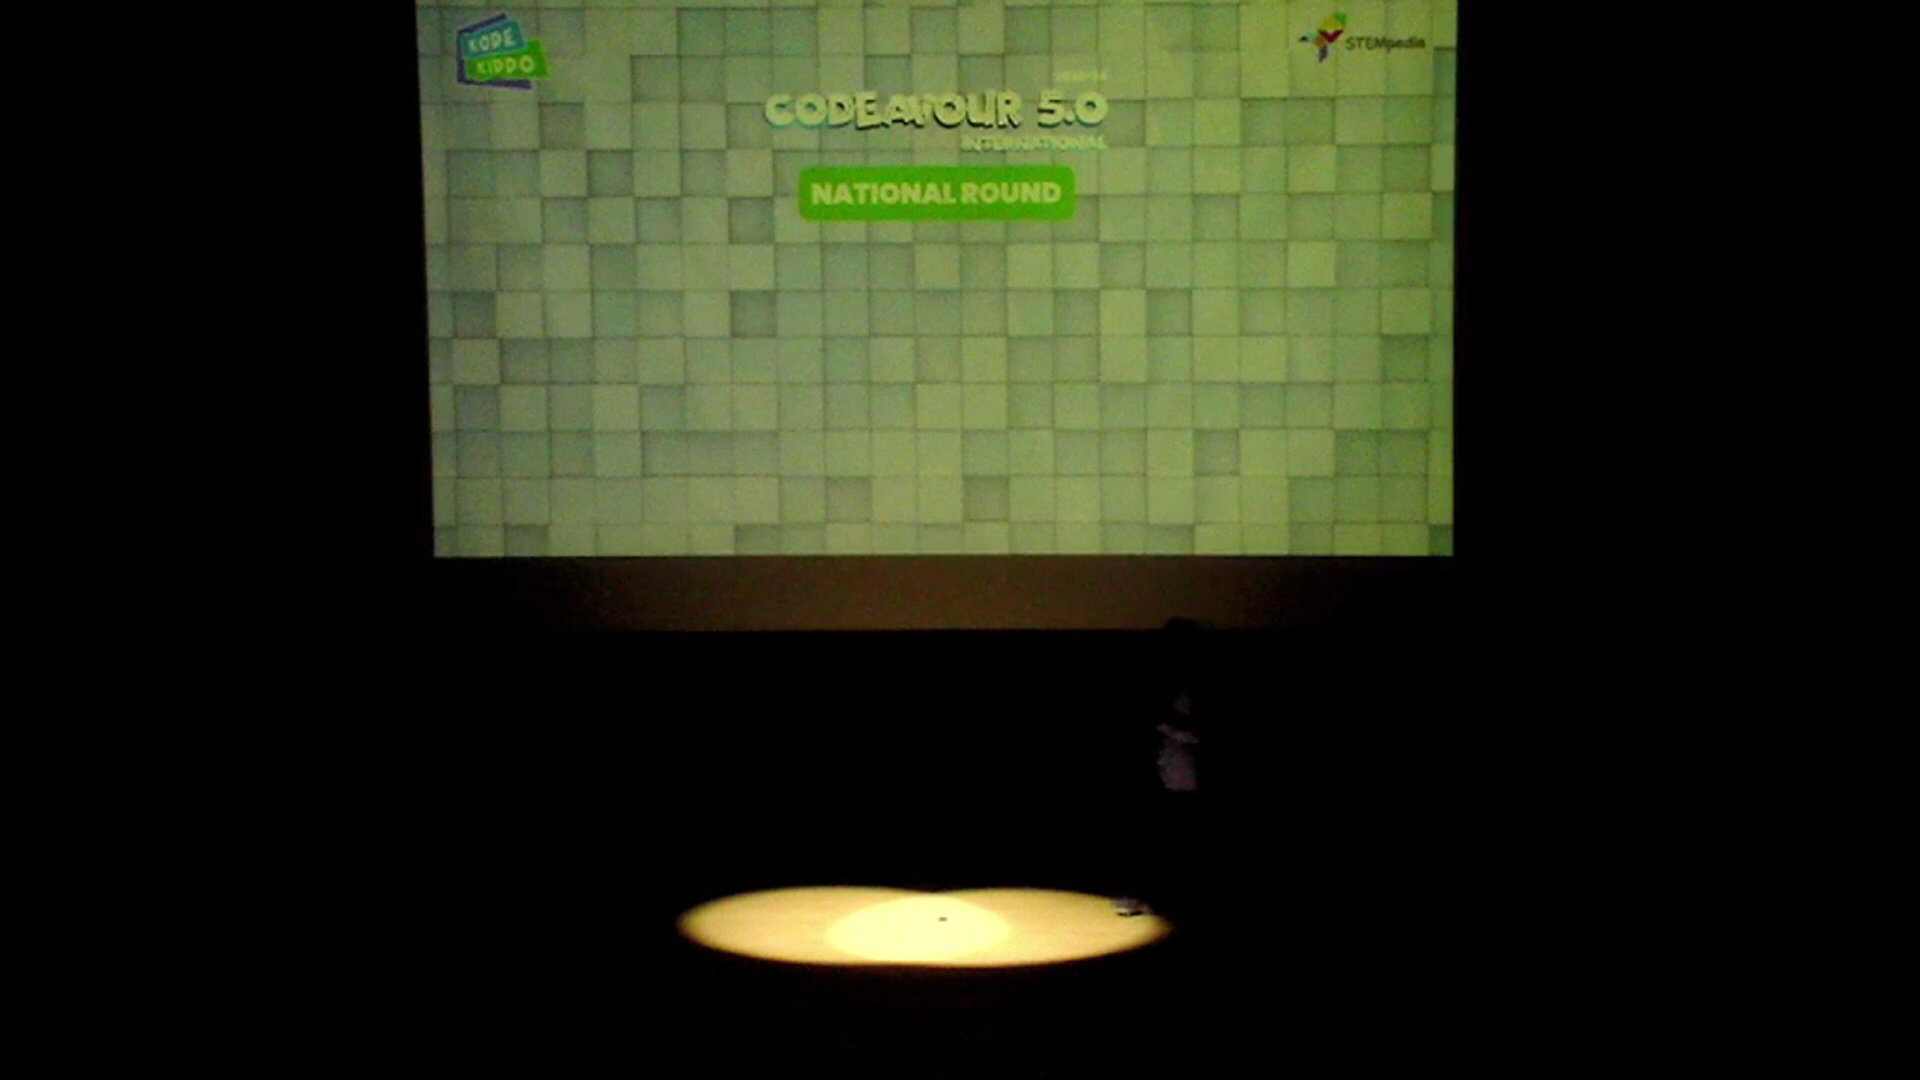 KODE
KIDDO
STEMpedia
CODEAVOUR 5.0
INTERNATIONAL
NATIONAL ROUND